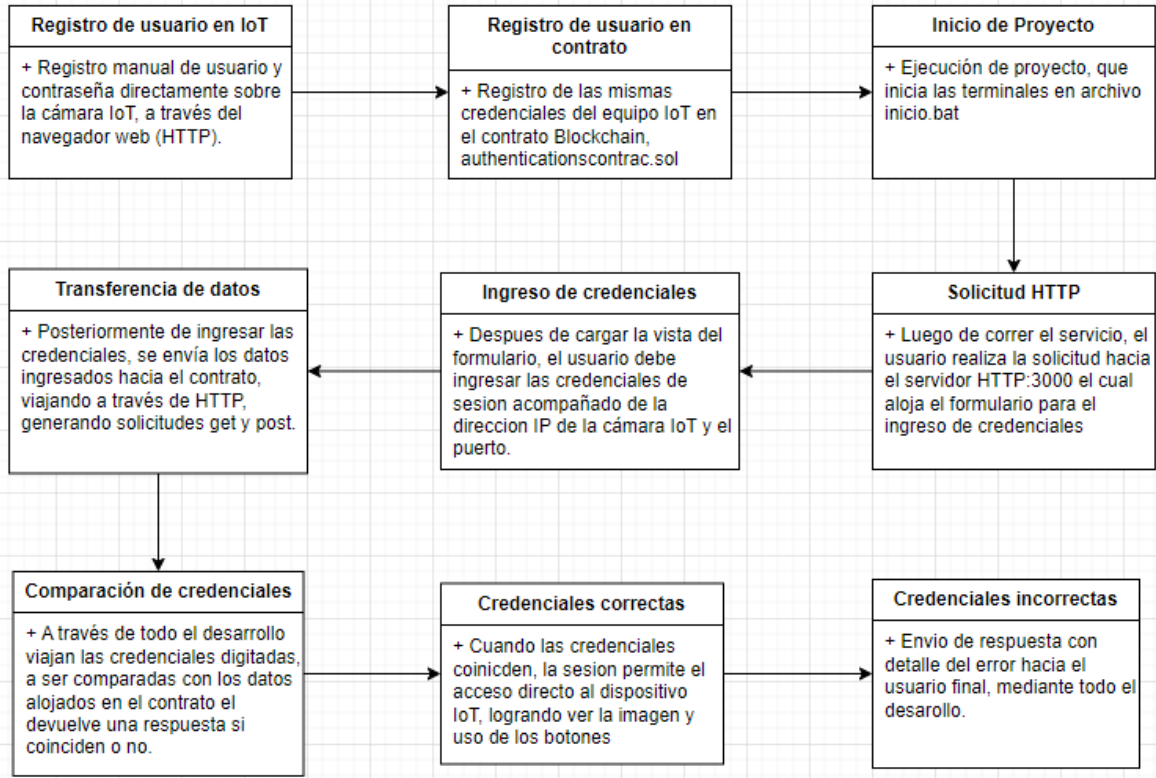 Registro de usuario en IoT
+ Registro manual de usuario y
contraseña directamente sobre
la cámara IoT, a través del
navegador web (HTTP).
Registro de usuario en
contrato
+ Registro de las mismas
credenciales del equipo IoT en
el contrato Blockchain,
authenticationscontrac.sol
Inicio de Proyecto
+ Ejecución de proyecto, que
inicia las terminales en archivo
inicio.bat
Solicitud HTTP
+ Luego de correr el servicio, el
usuario realiza la solicitud hacia
el servidor HTTP:3000 el cual
aloja el formulario para el
ingreso de credenciales
Ingreso de credenciales
+ Despues de cargar la vista del
formulario, el usuario debe
ingresar las credenciales de
sesion acompañado de la
direccion IP de la cámara IoT y el
puerto.
Transferencia de datos
+ Posteriormente de ingresar las
credenciales, se envía los datos
ingresados hacia el contrato,
viajando a través de HTTP,
generando solicitudes get y post.
Comparación de credenciales
+ A través de todo el desarrollo
viajan las credenciales digitadas,
a ser comparadas con los datos
alojados en el contrato el
devuelve una respuesta si
coinciden o no.
Credenciales correctas
+ Cuando las credenciales
coinicden, la sesion permite el
acceso directo al dispositivo
IoT, logrando ver la imagen y
uso de los botones
Credenciales incorrectas
+ Envio de respuesta con
detalle del error hacia el
usuario final, mediante todo el
desarollo.